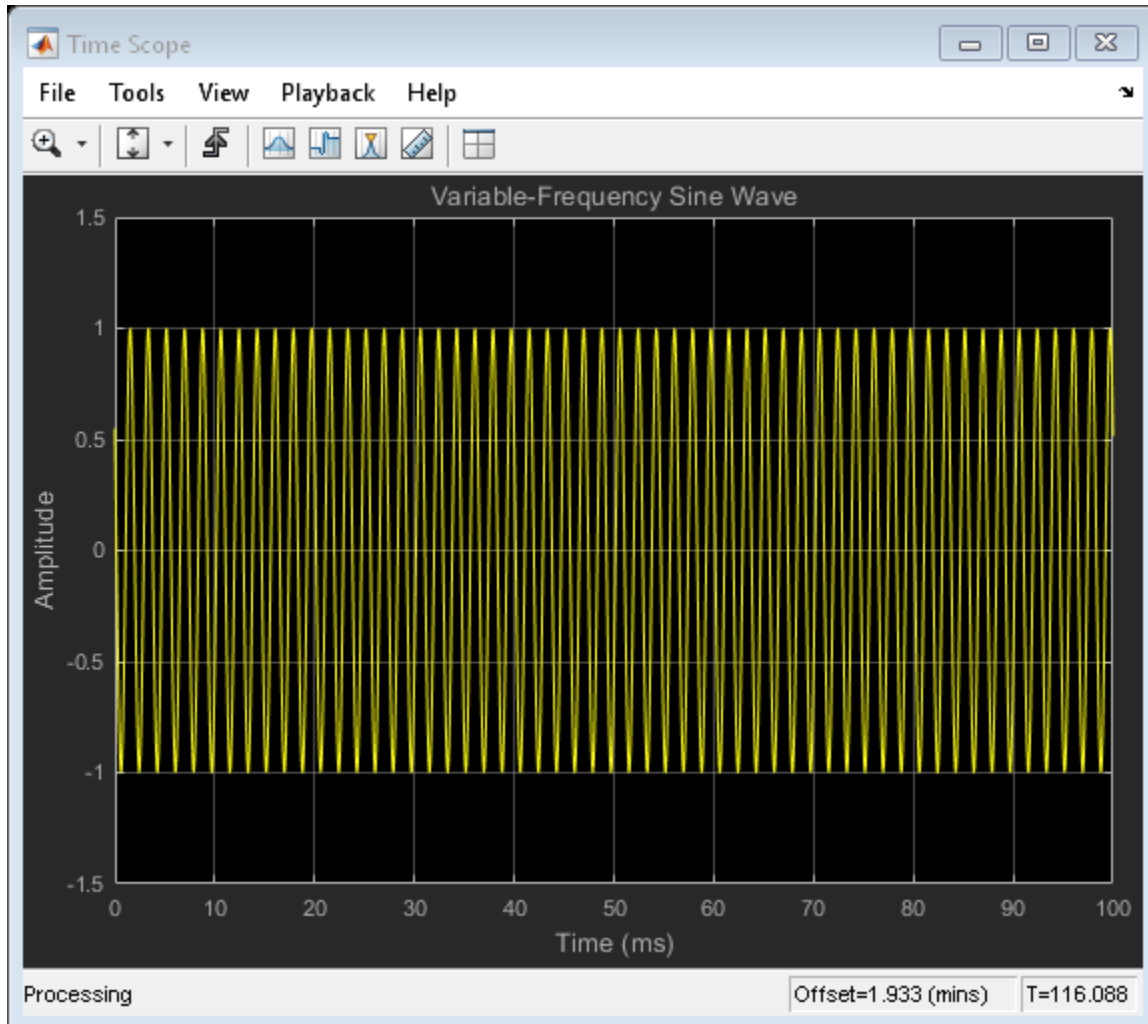 Time Scope
File Tools View Playback Help
Variable-Frequency Sine Wave
1.5
1
0.5
0
-0.5
-1
-1.5
Amplitude
0 10 20 30 40 50 60 70 80 90 100
Time (ms)
Processing Offset=1.933 (mins) T=116.088